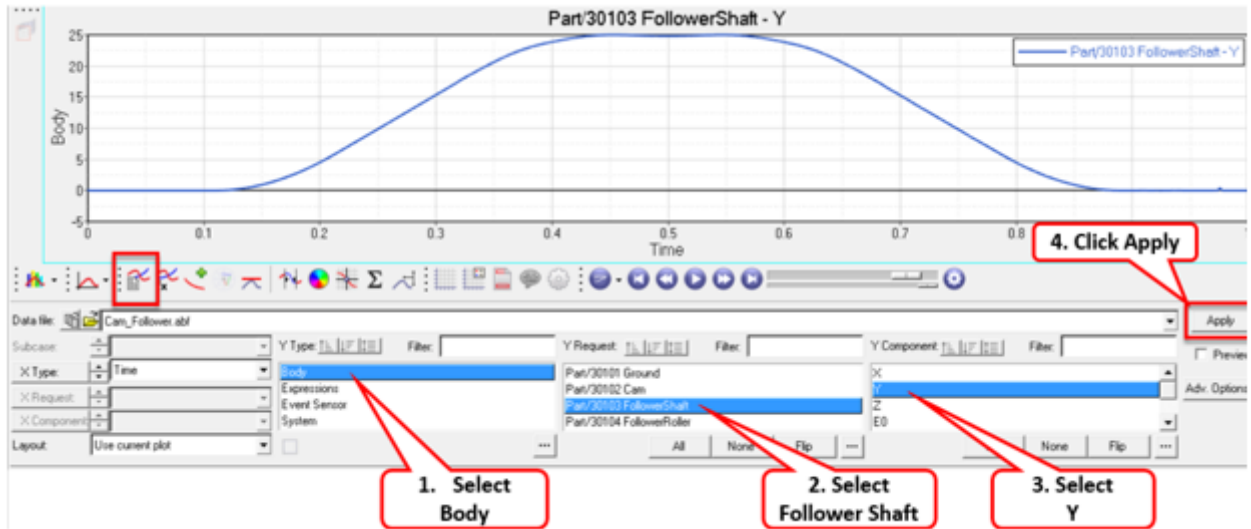 Part/30103 FollowerShaft - Y
Part/30103 FollowerShaft - Y
Body
25
20
15
10
5
0
-5
0 0.1 0.2 0.3 0.4 0.5 0.6 0.7 0.8
Time
4. Click Apply
Data file: Cam_Follower.abf Apply
Subcase: Y Type: Filter: Y Request: Filter: Y Component: Filter: Preview
X Type: Time Body Part/30101 Ground X
Expressions Part/30102 Cam Y Adv. Options
X Request: Event Sensor Part/30103 FollowerShaft Z
X Component: System Part/30104 FollowerRoller E0
Layout: Use current plot ... All None Flip ... None Flip ...
1. Select
Body
2. Select
Follower Shaft
3. Select
Y